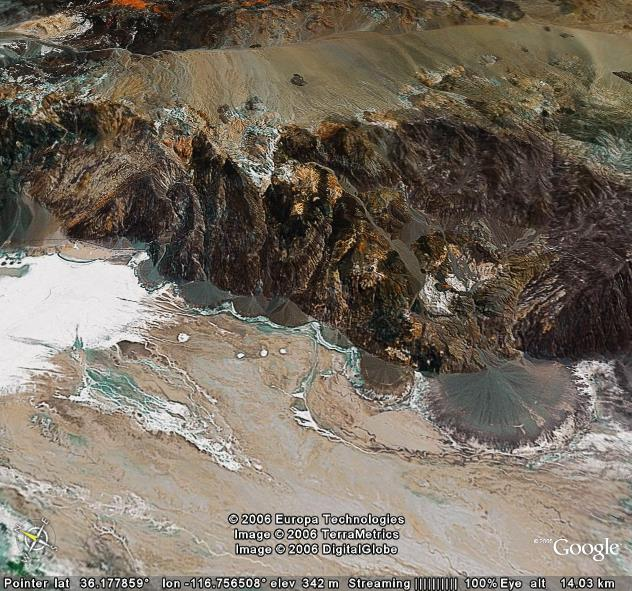 © 2006 Europa Technologies
Image © 2006 TerraMetrics
Image © 2006 DigitalGlobe
© 2005 Google
Pointer lat 36.177859° lon -116.756508° elev 342 m Streaming |||||||||| 100% Eye alt 14.03 km